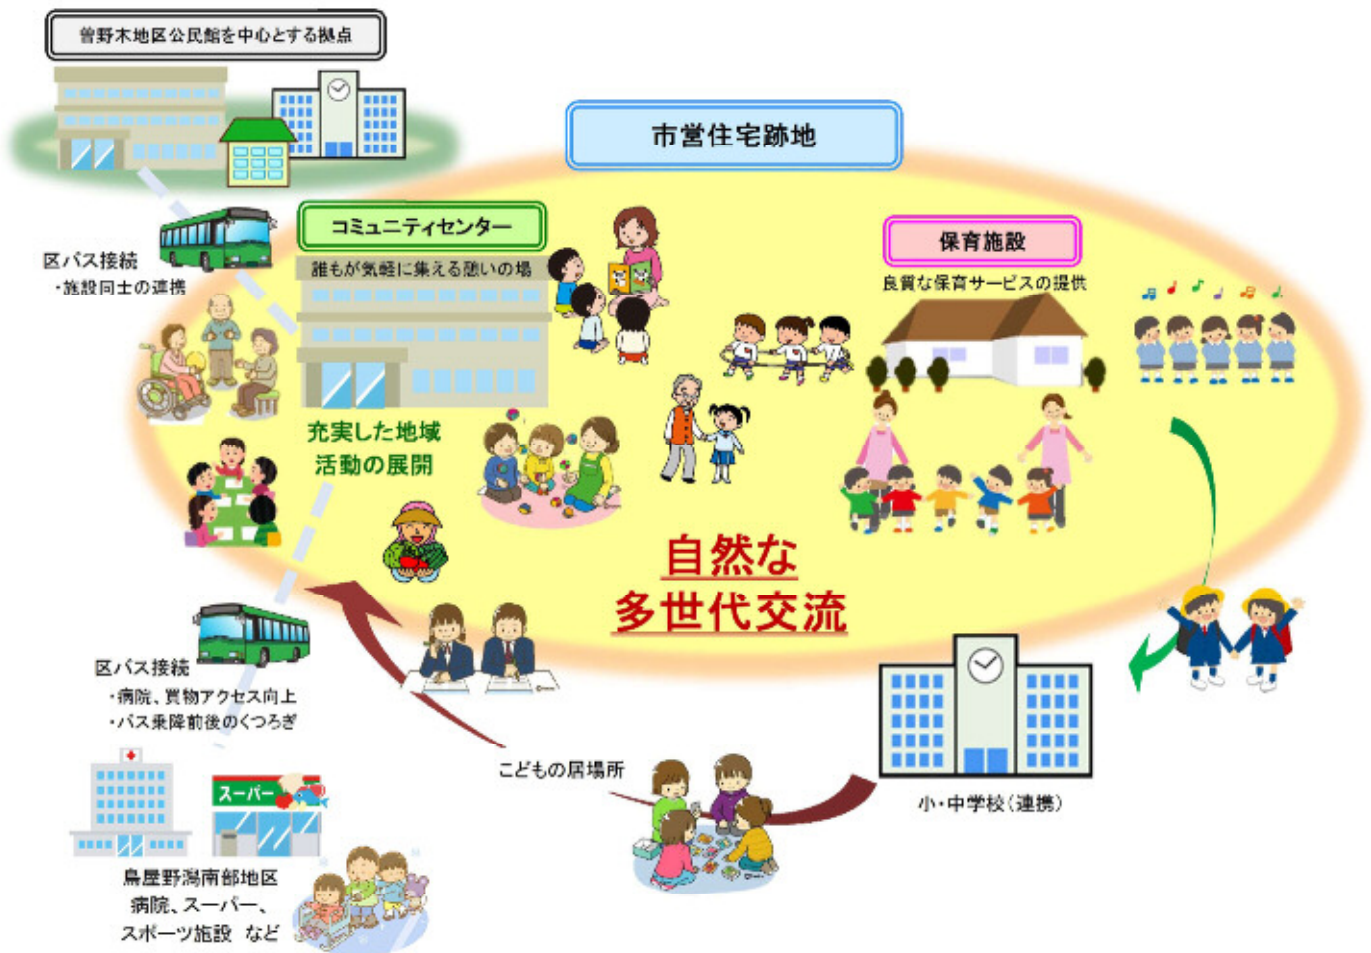 曽野木地区公民館を中心とする拠点
市営住宅跡地
コミュニティセンター
誰もが気軽に集える憩いの場
保育施設
良質な保育サービスの提供
区バス接続
・施設同士の連携
充実した地域
活動の展開
自然な
多世代交流
区バス接続
・病院、買物アクセス向上
・バス乗降前後のくつろぎ
こどもの居場所
小・中学校(連携)
スーパー
鳥屋野潟南部地区
病院、スーパー、
スポーツ施設 など